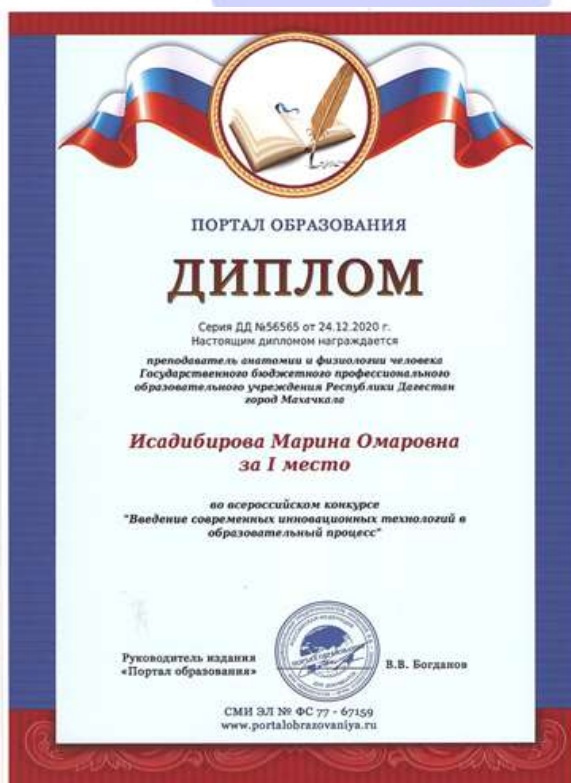 ПОРТАЛ ОБРАЗОВАНИЯ
ДИПЛОМ
Серия ДД №56565 от 24.12.2020 г.
Настоящим дипломом награждается
преподаватель анатомии и физиологии человека
Государственного бюджетного профессионального
образовательного учреждения Республики Дагестан
город Махачкала
Исадибирова Марина Омаровна
за I место
во всероссийском конкурсе
"Введение современных инновационных технологий в
образовательный процесс"
Руководитель издания
«Портал образования»
В.В. Богданов
СМИ ЭЛ № ФС 77 - 67159
www.portalobrazovaniya.ru